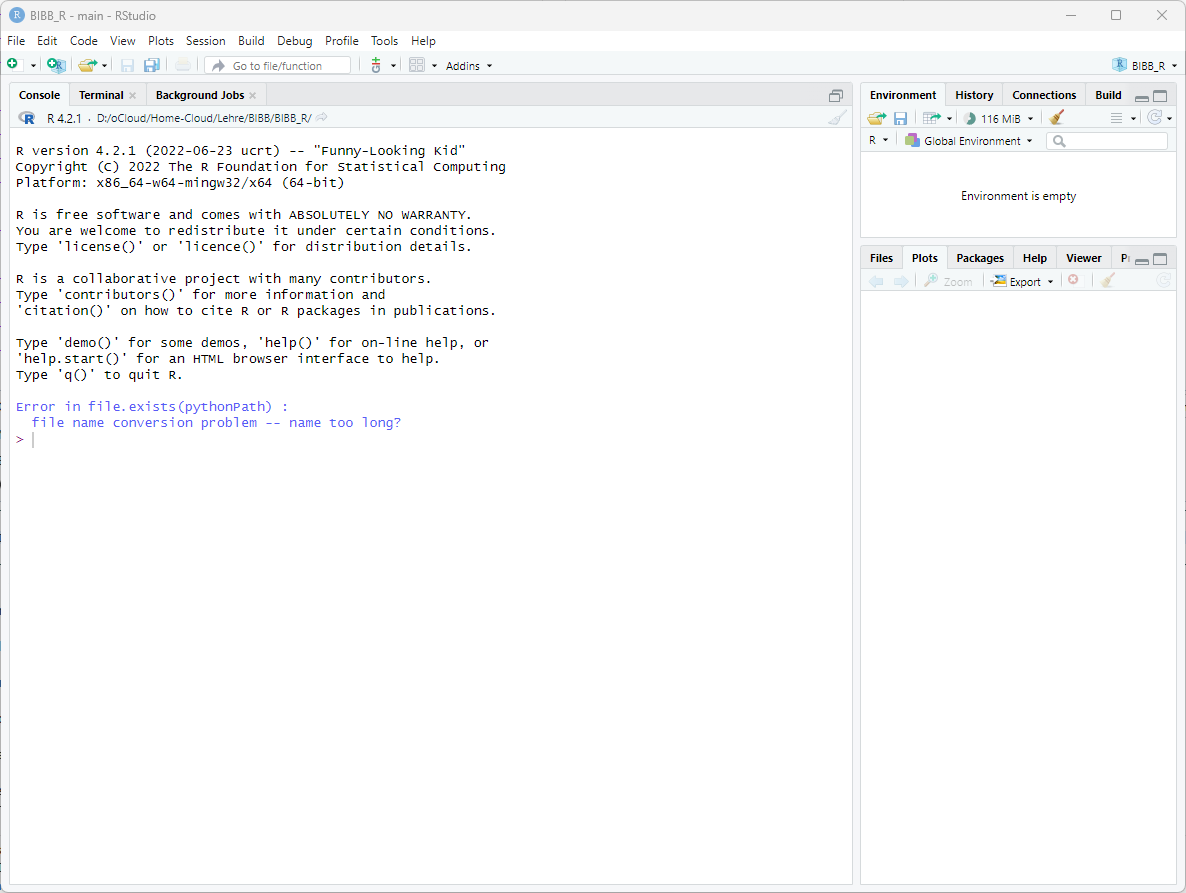 BIBB_R - main - RStudio
File Edit Code View Plots Session Build Debug Profile Tools Help
Go to file/function
Addins
BIBB_R
Console Terminal Background Jobs
R 4.2.1 · D:/oCloud/Home-Cloud/Lehre/BIBB/BIBB_R/
R version 4.2.1 (2022-06-23 ucrt) -- "Funny-Looking Kid"
Copyright (C) 2022 The R Foundation for Statistical Computing
Platform: x86_64-w64-mingw32/x64 (64-bit)
R is free software and comes with ABSOLUTELY NO WARRANTY.
You are welcome to redistribute it under certain conditions.
Type 'license()' or 'licence()' for distribution details.
R is a collaborative project with many contributors.
Type 'contributors()' for more information and
'citation()' on how to cite R or R packages in publications.
Type 'demo()' for some demos, 'help()' for on-line help, or
'help.start()' for an HTML browser interface to help.
Type 'q()' to quit R.
Error in file.exists(pythonPath) :
file name conversion problem -- name too long?
>
Environment History Connections Build
116 MiB
R Global Environment
Environment is empty
Files Plots Packages Help Viewer
Zoom Export